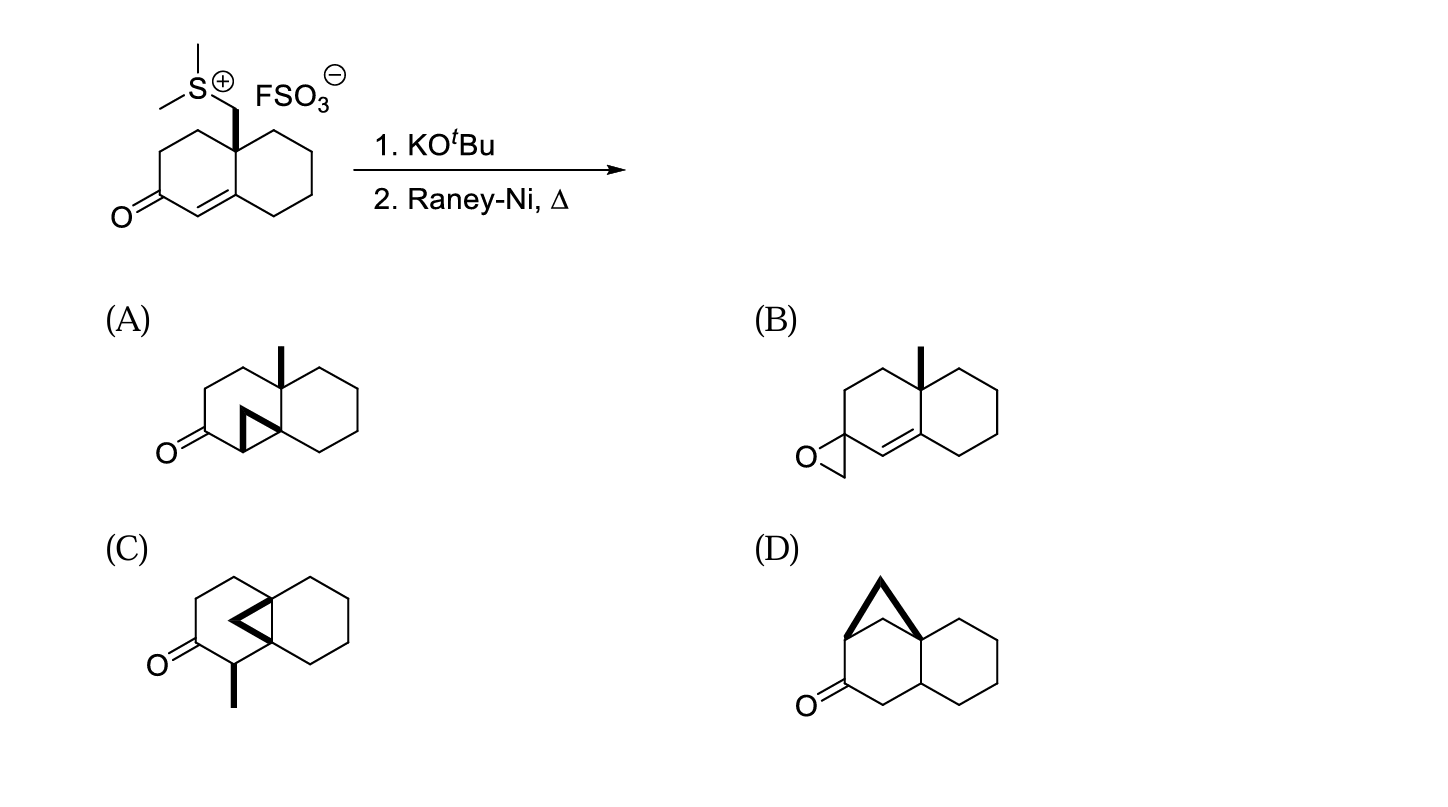 S⊕ FSO₃⊖
O
1. KOᵗBu
2. Raney-Ni, Δ
(A) (B)
O O
(C) (D)
O O